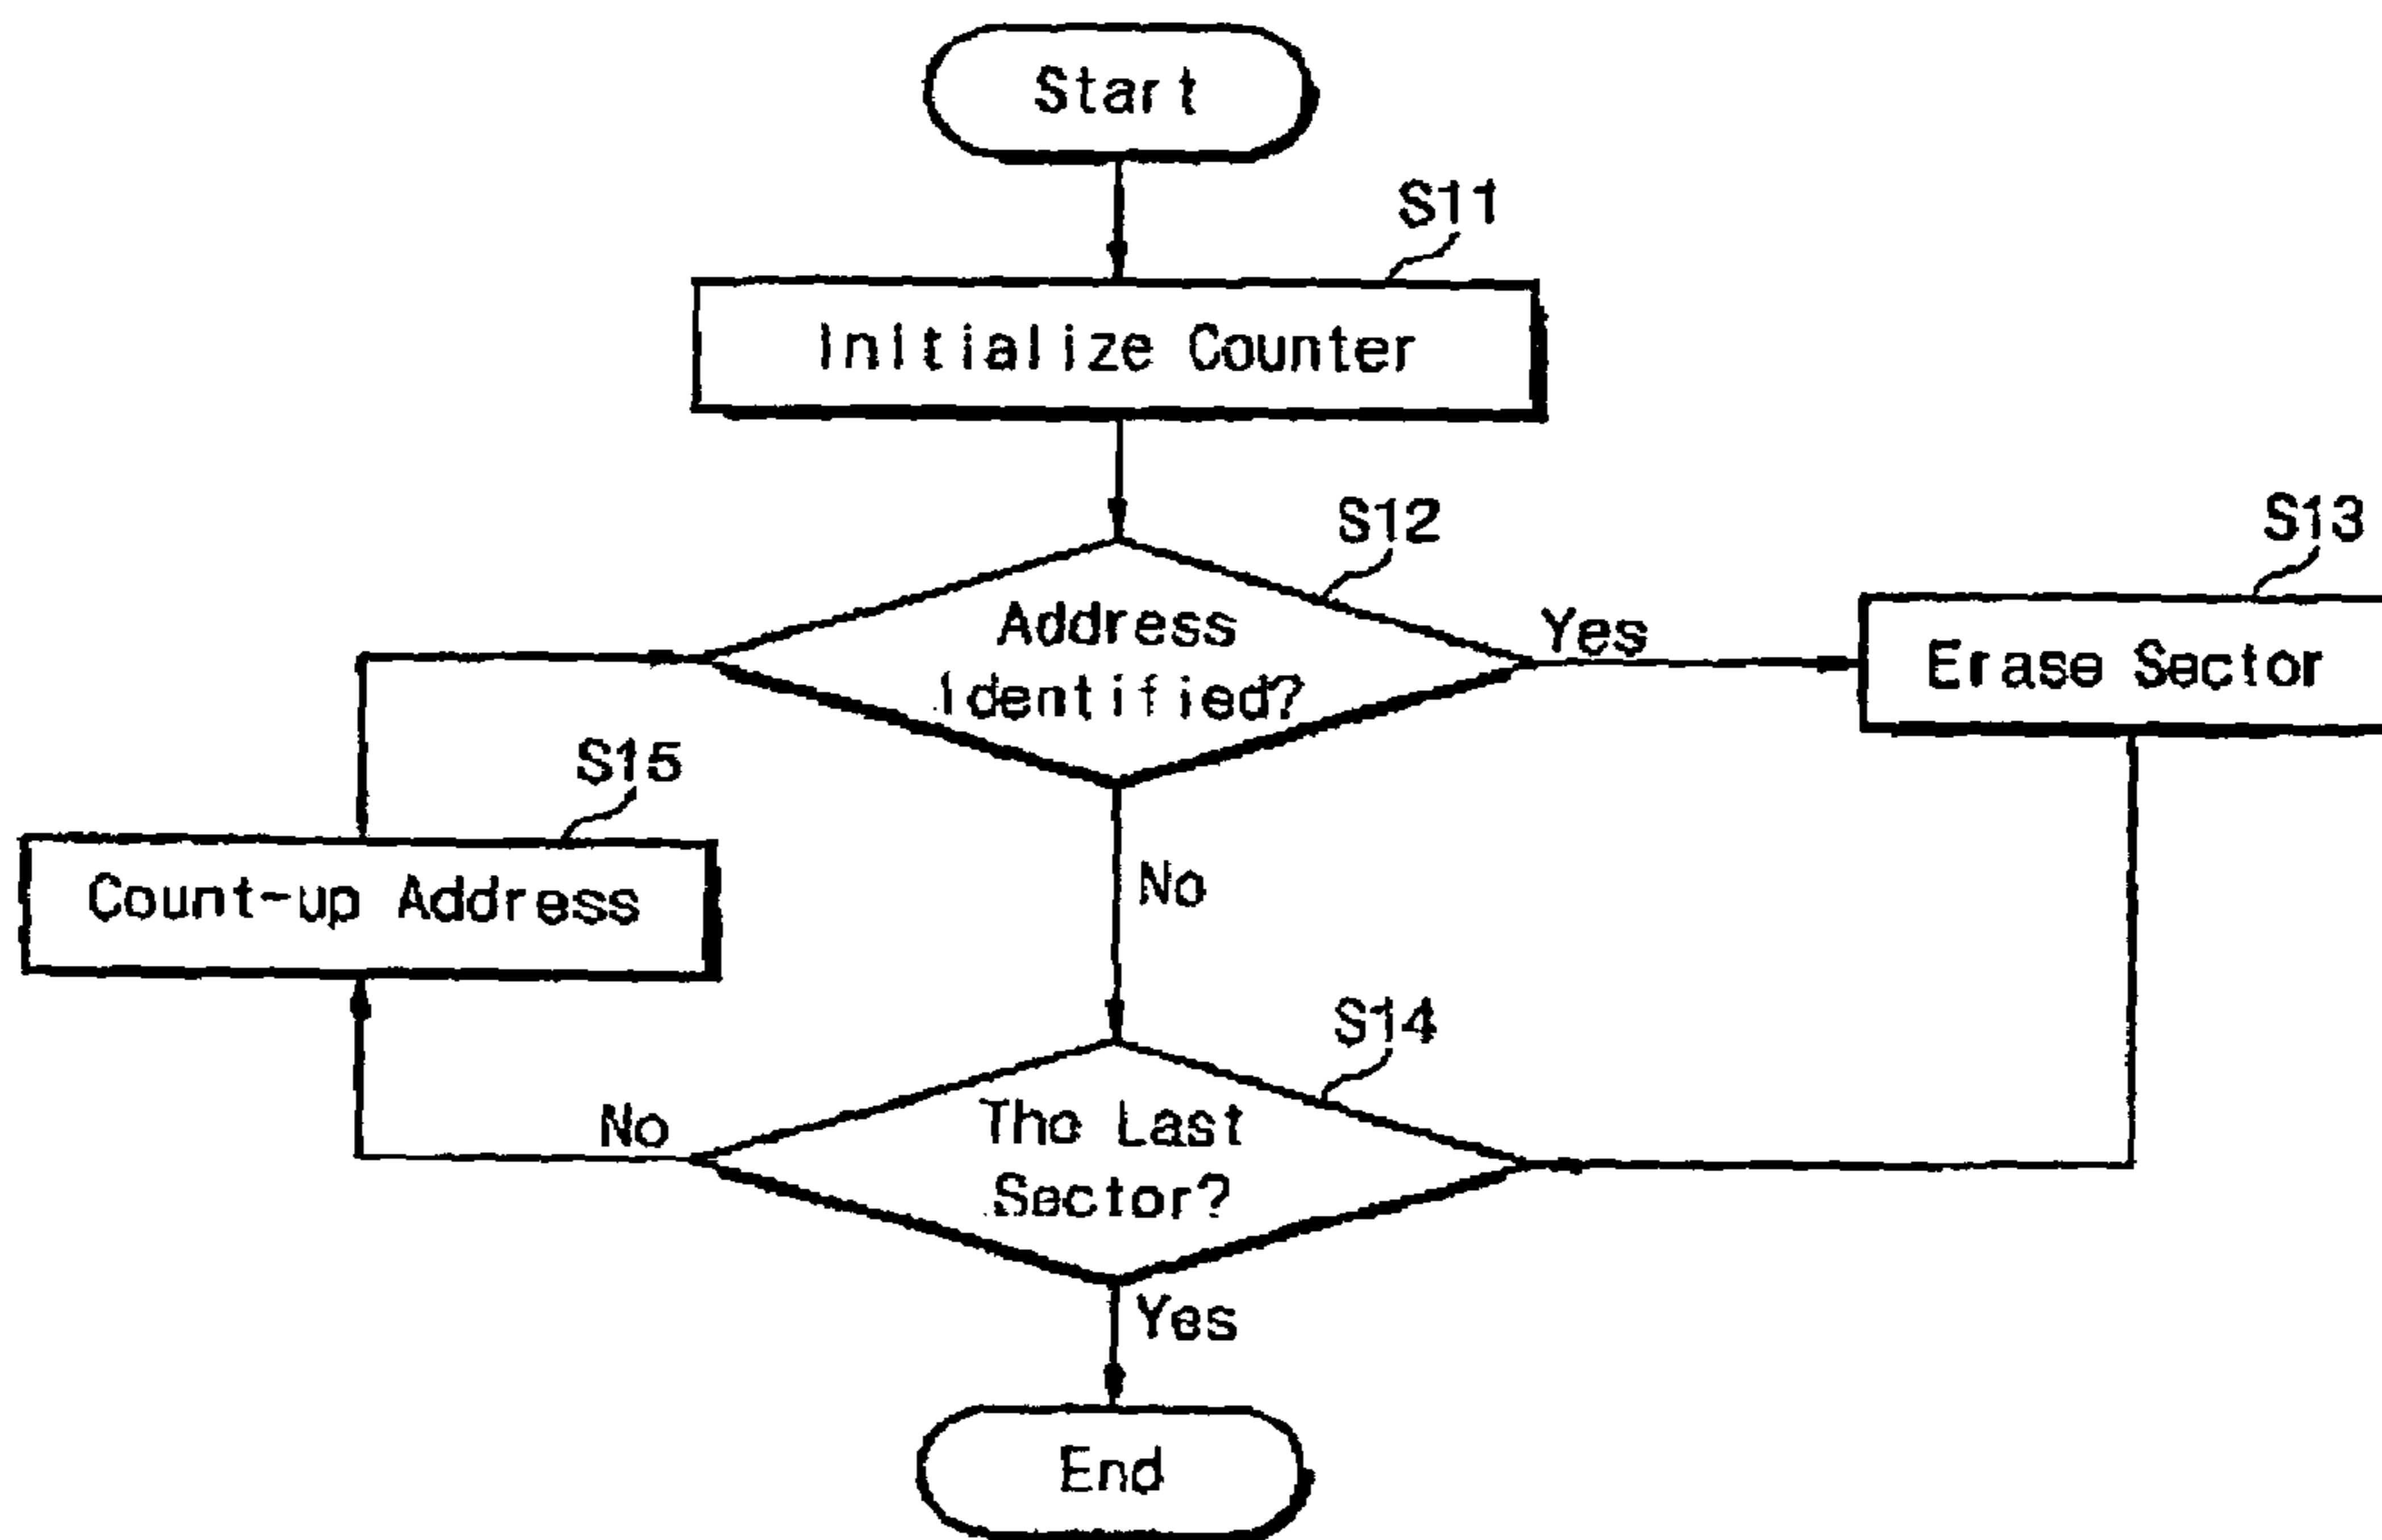 Start
S11
Initialize Counter
S12
S13
Address
Identified?
Yes
Erase Sector
S15
Count-up Address
No
S14
No
The Last
Sector?
Yes
End